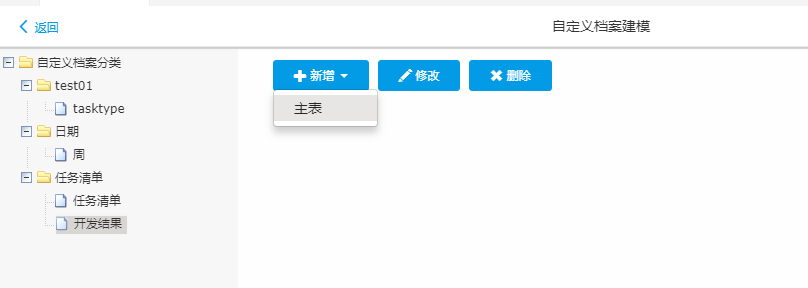 返回
自定义档案建模
自定义档案分类
test01
tasktype
日期
周
任务清单
任务清单
开发结果
新增 修改 删除
主表